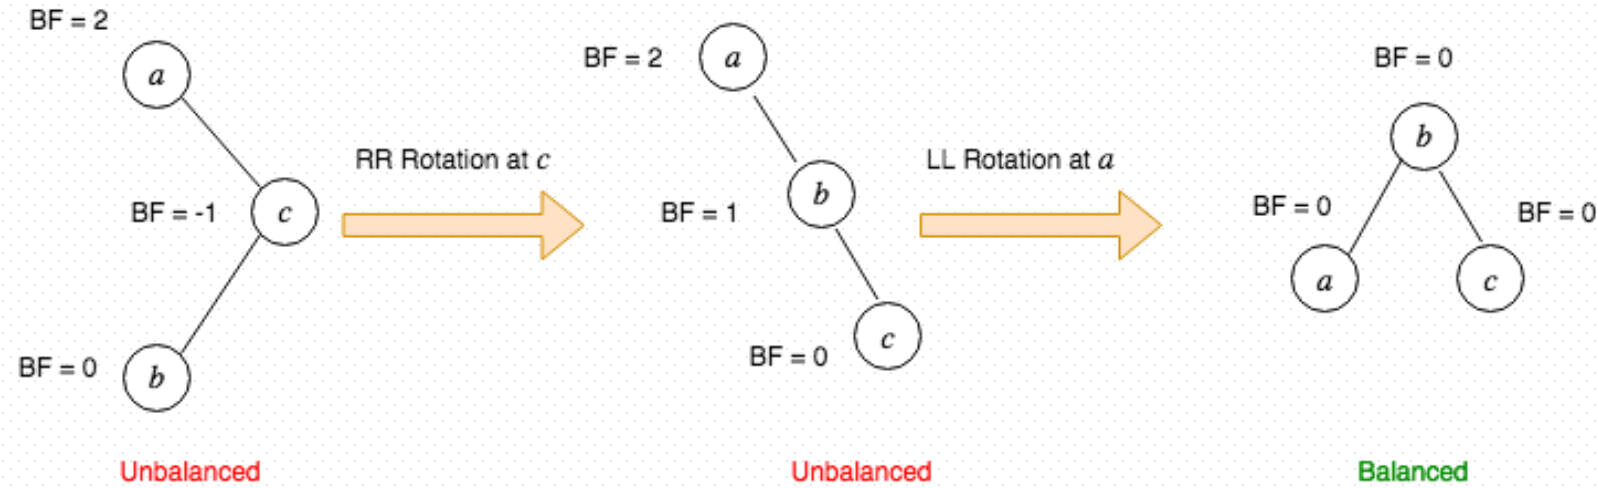 BF = 2
a
RR Rotation at c
BF = -1
c
BF = 0
b
Unbalanced
BF = 2
a
LL Rotation at a
BF = 1
b
BF = 0
c
Unbalanced
BF = 0
b
BF = 0
BF = 0
a
c
Balanced